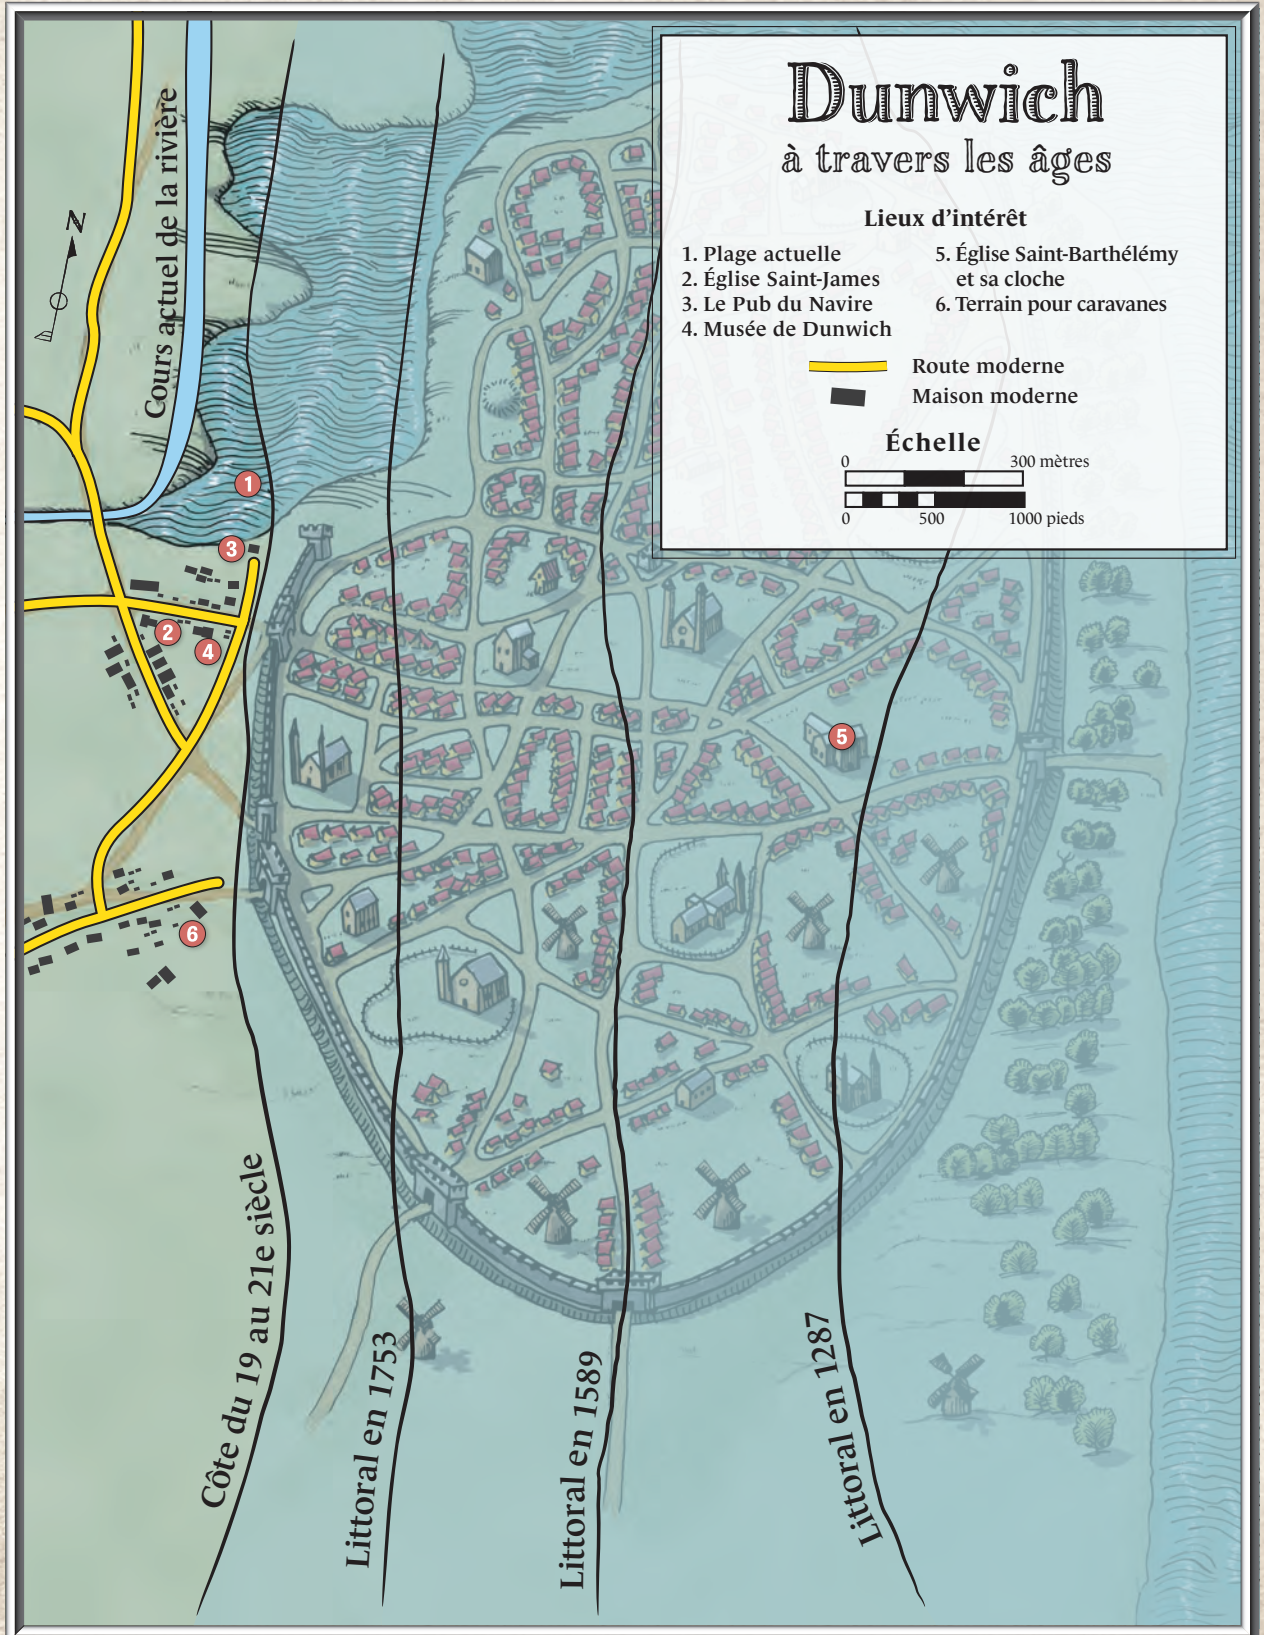 Dunwich
à travers les âges
Lieux d'intérêt
1. Plage actuelle
2. Église Saint-James
3. Le Pub du Navire
4. Musée de Dunwich
5. Église Saint-Barthélémy
et sa cloche
6. Terrain pour caravanes
Route moderne
Maison moderne
Échelle
0 300 mètres
0 500 1000 pieds
N
Cours actuel de la rivière
1
3
2
4
5
6
Côte du 19 au 21e siècle
Littoral en 1753
Littoral en 1589
Littoral en 1287